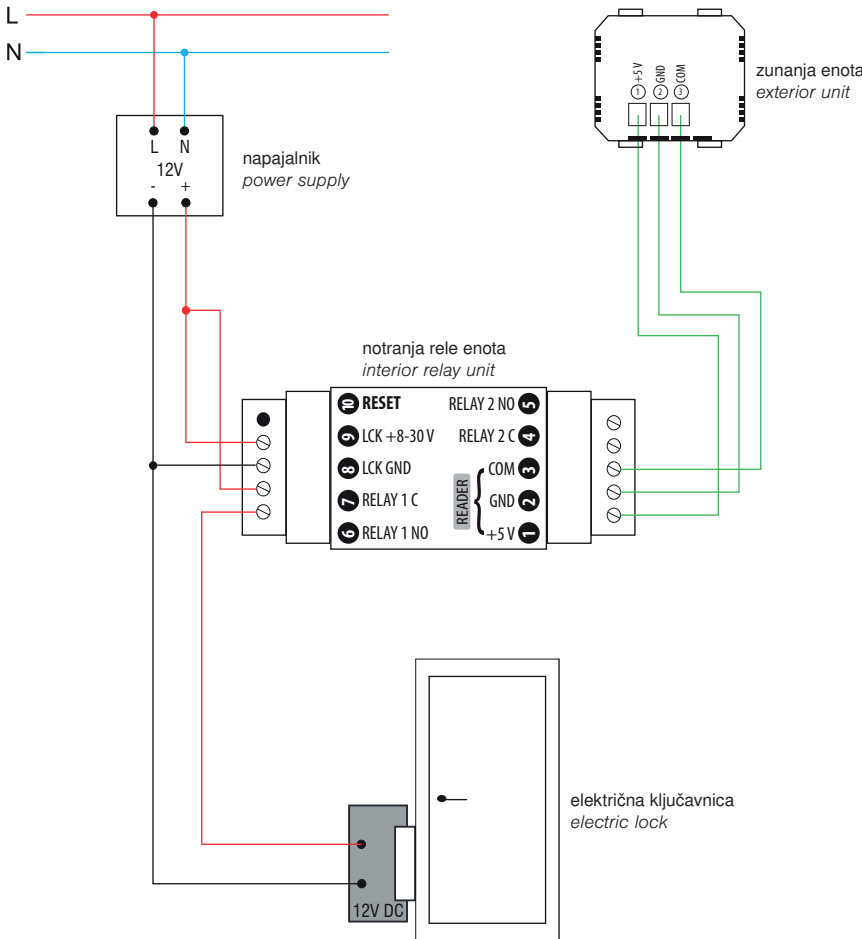 L
N
L N
12V
- +
napajalnik
power supply
+5 V GND COM
1 2 3
zunanja enota
exterior unit
notranja rele enota
interior relay unit
10 RESET
9 LCK +8-30 V
8 LCK GND
7 RELAY 1 C
6 RELAY 1 NO
RELAY 2 NO 5
RELAY 2 C 4
READER
COM 3
GND 2
+5 V 1
električna ključavnica
electric lock
12V DC